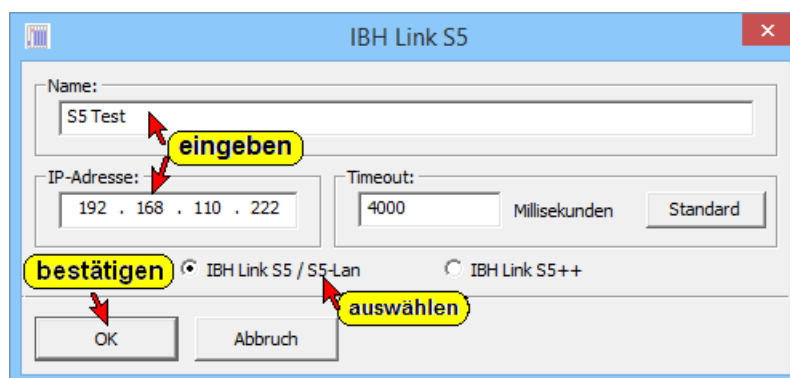 IBH Link S5
Name:
S5 Test
eingeben
IP-Adresse:
Timeout:
192 . 168 . 110 . 222
4000
Millisekunden
Standard
bestätigen
IBH Link S5 / S5-Lan
IBH Link S5++
auswählen
OK
Abbruch